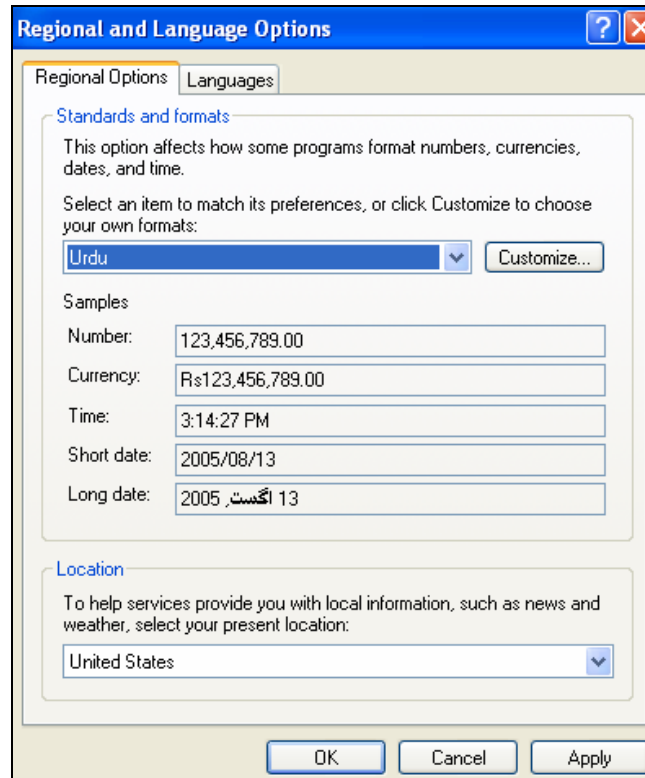 Regional and Language Options
Regional Options
Languages
Standards and formats
This option affects how some programs format numbers, currencies,
dates, and time.
Select an item to match its preferences, or click Customize to choose
your own formats:
Urdu
Customize...
Samples
Number: 123,456,789.00
Currency: Rs123,456,789.00
Time: 3:14:27 PM
Short date: 2005/08/13
Long date: 13 اگست, 2005
Location
To help services provide you with local information, such as news and
weather, select your present location:
United States
OK Cancel Apply